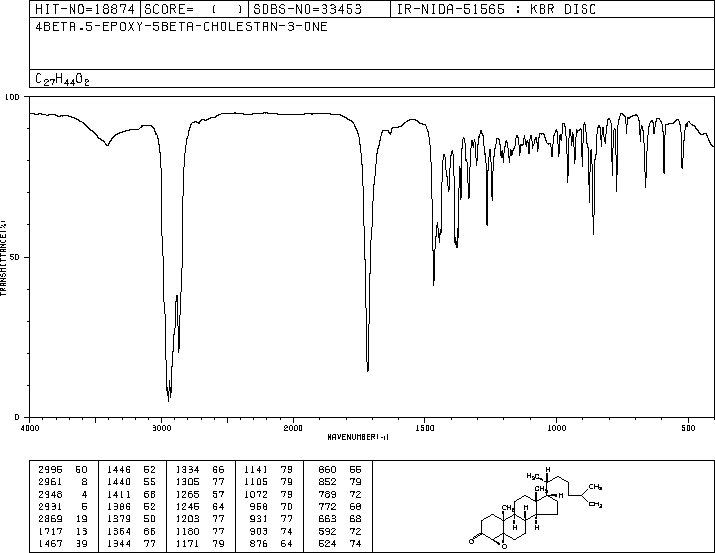 HIT-NO=18874 SCORE= ( ) SDBS-NO=33453 IR-NIDA-51565 : KBR DISC
4BETA.5-EPOXY-5BETA-CHOLESTAN-3-ONE
C27H44O2
100
50
0
TRANSMITTANCE(%)
4000 3000 2000 1500 1000 500
WAVENUMBER(-1)
2995 60 1446 52 1334 66 1141 79 860 55
2961 8 1440 55 1305 77 1105 79 852 79
2948 4 1411 66 1265 57 1072 79 789 72
2931 5 1386 52 1245 64 958 70 772 68
2869 19 1379 50 1203 77 931 77 663 68
1717 13 1364 66 1180 77 903 74 592 72
1467 39 1344 77 1171 79 876 64 524 74
H
CH3
CH3
CH3
CH3
CH3
H
H
H
H
O
O